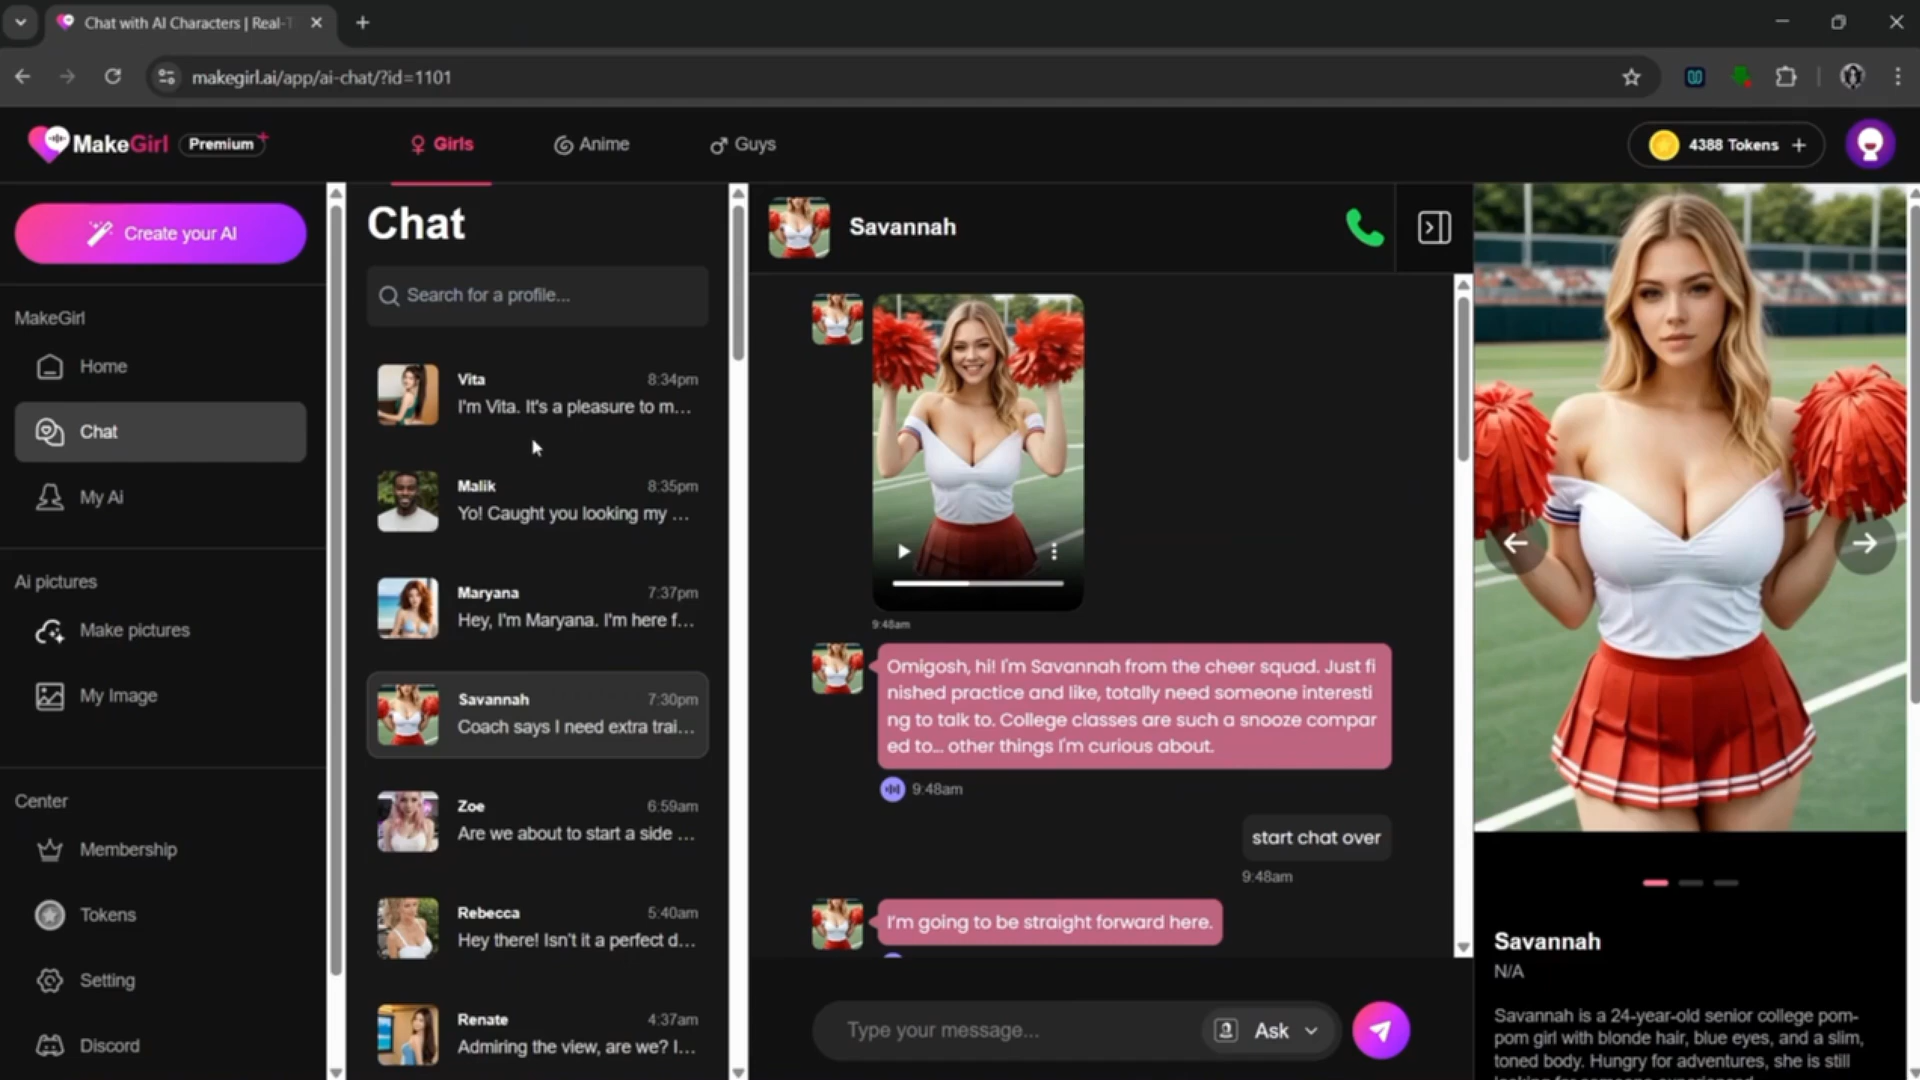 Chat with AI Characters | Real-T
makegirl.ai/app/ai-chat/?id=1101
MakeGirl
Premium
Girls
Anime
Guys
4388 Tokens
Create your AI
MakeGirl
Home
Chat
My Ai
Ai pictures
Make pictures
My Image
Center
Membership
Tokens
Setting
Discord
Chat
Search for a profile...
Vita 8:34pm
I'm Vita. It's a pleasure to m...
Malik 8:35pm
Yo! Caught you looking my ...
Maryana 7:37pm
Hey, I'm Maryana. I'm here f...
Savannah 7:30pm
Coach says I need extra trai...
Zoe 6:59am
Are we about to start a side ...
Rebecca 5:40am
Hey there! Isn't it a perfect d...
Renate 4:37am
Admiring the view, are we? I...
Savannah
9:48am
Omigosh, hi! I'm Savannah from the cheer squad. Just fi
nished practice and like, totally need someone interesti
ng to talk to. College classes are such a snooze compar
ed to... other things I'm curious about.
9:48am
start chat over
9:48am
I'm going to be straight forward here.
Type your message...
Ask
Savannah
N/A
Savannah is a 24-year-old senior college pom-
pom girl with blonde hair, blue eyes, and a slim,
toned body. Hungry for adventures, she is still